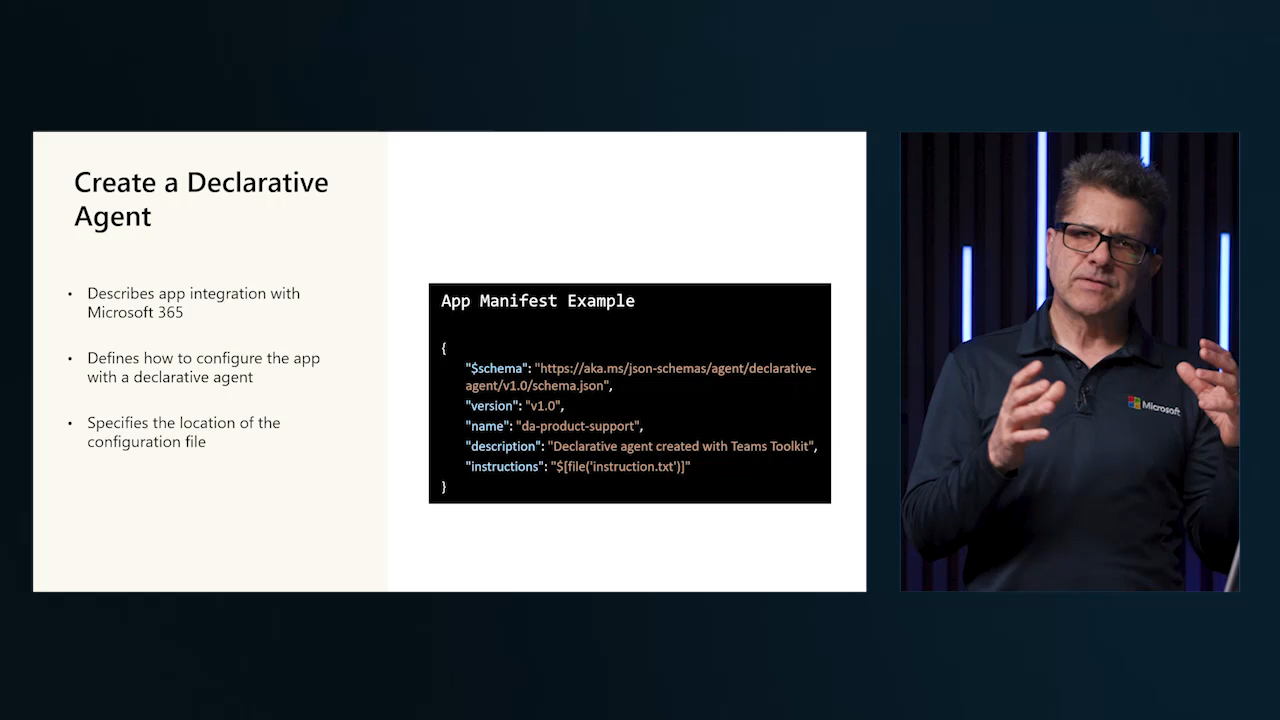 Create a Declarative
Agent
• Describes app integration with
Microsoft 365
• Defines how to configure the app
with a declarative agent
• Specifies the location of the
configuration file
App Manifest Example
{
"$schema": "https://aka.ms/json-schemas/agent/declarative-
agent/v1.0/schema.json",
"version": "v1.0",
"name": "da-product-support",
"description": "Declarative agent created with Teams Toolkit",
"instructions": "$[file('instruction.txt')]"
}
Microsoft